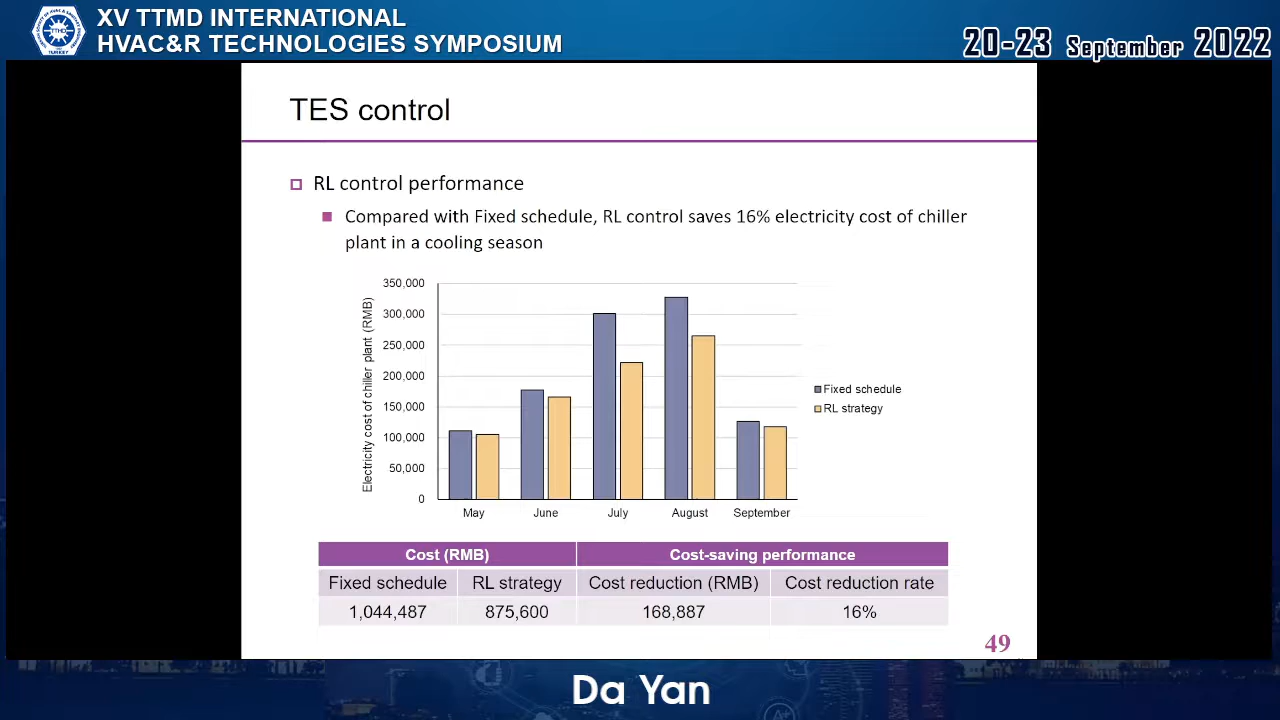 XV TTMD INTERNATIONAL
HVAC&R TECHNOLOGIES SYMPOSIUM
20-23 September 2022
TES control
RL control performance
Compared with Fixed schedule, RL control saves 16% electricity cost of chiller
plant in a cooling season
Electricity cost of chiller plant (RMB)
350,000
300,000
250,000
200,000
150,000
100,000
50,000
0
May June July August September
Fixed schedule
RL strategy
Cost (RMB) Cost-saving performance
Fixed schedule RL strategy Cost reduction (RMB) Cost reduction rate
1,044,487 875,600 168,887 16%
49
Da Yan